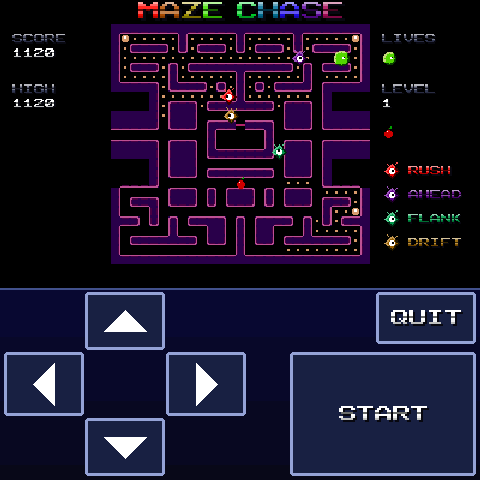 MAZE CHASE
SCORE
1120
HIGH
1120
LIVES
LEVEL
1
RUSH
AHEAD
FLANK
DRIFT
QUIT
START